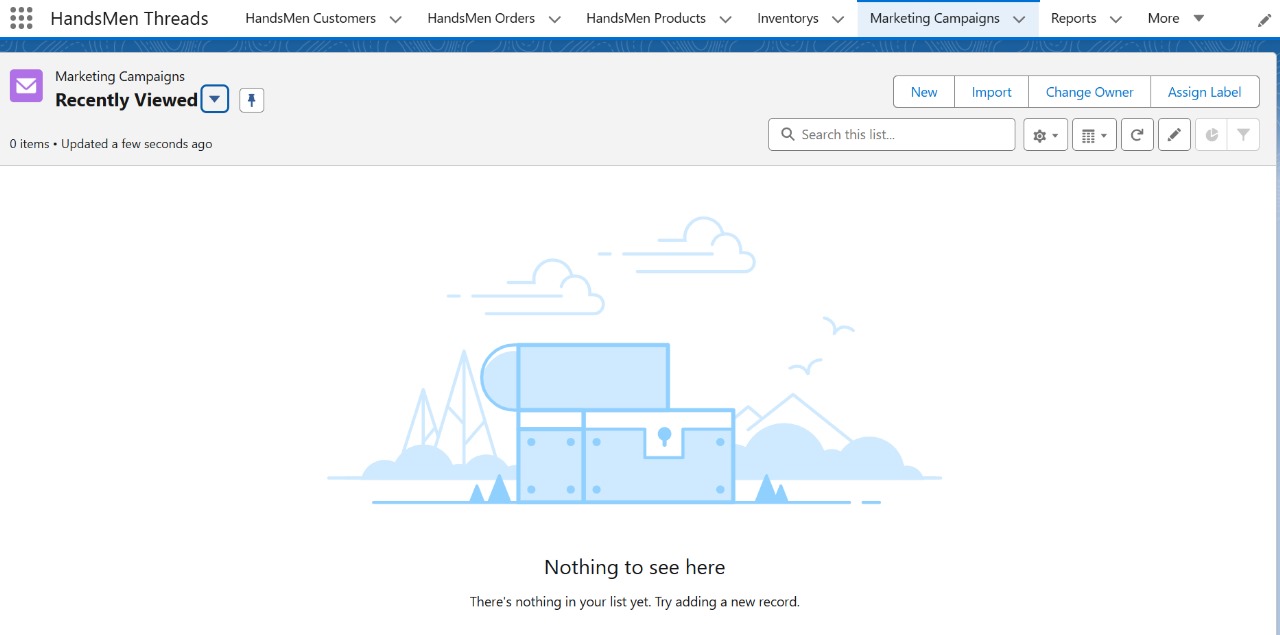 HandsMen Threads HandsMen Customers HandsMen Orders HandsMen Products Inventorys Marketing Campaigns Reports More
Marketing Campaigns
Recently Viewed
New Import Change Owner Assign Label
0 items • Updated a few seconds ago
Search this list...
Nothing to see here
There's nothing in your list yet. Try adding a new record.